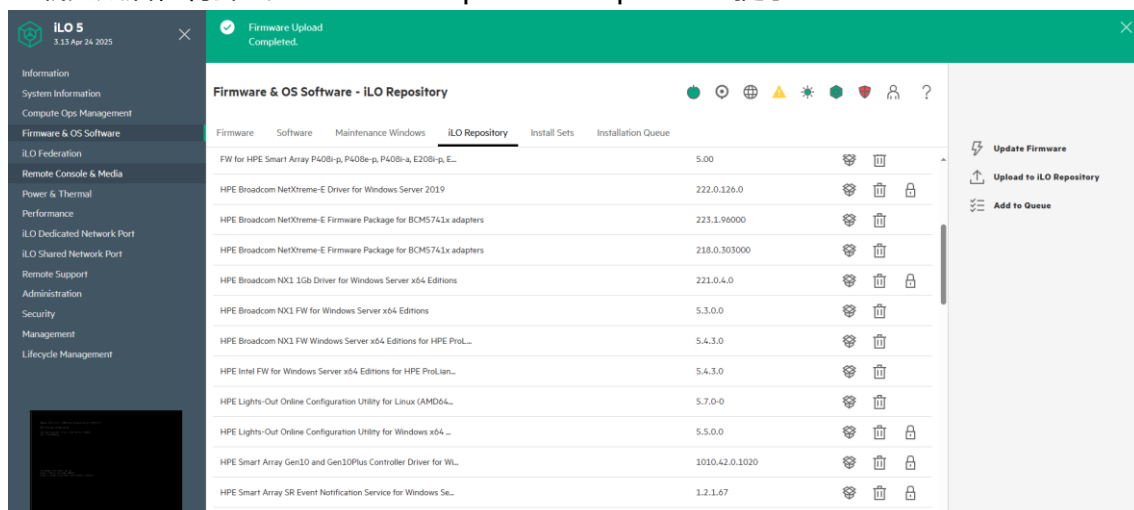 iLO 5
3.13 Apr 24 2025
Firmware Upload
Completed.
Information
System Information
Compute Ops Management
Firmware & OS Software
iLO Federation
Remote Console & Media
Power & Thermal
Performance
iLO Dedicated Network Port
iLO Shared Network Port
Remote Support
Administration
Security
Management
Lifecycle Management
Firmware & OS Software - iLO Repository
?
Firmware Software Maintenance Windows iLO Repository Install Sets Installation Queue
FW for HPE Smart Array P408i-p, P408e-p, P408i-a, E208i-p, E... 5.00
HPE Broadcom NetXtreme-E Driver for Windows Server 2019 222.0.126.0
HPE Broadcom NetXtreme-E Firmware Package for BCM5741x adapters 223.1.96000
HPE Broadcom NetXtreme-E Firmware Package for BCM5741x adapters 218.0.303000
HPE Broadcom NX1 1Gb Driver for Windows Server x64 Editions 221.0.4.0
HPE Broadcom NX1 FW for Windows Server x64 Editions 5.3.0.0
HPE Broadcom NX1 FW Windows Server x64 Editions for HPE ProL... 5.4.3.0
HPE Intel FW for Windows Server x64 Editions for HPE ProLian... 5.4.3.0
HPE Lights-Out Online Configuration Utility for Linux (AMD64... 5.7.0-0
HPE Lights-Out Online Configuration Utility for Windows x64 ... 5.5.0.0
HPE Smart Array Gen10 and Gen10Plus Controller Driver for Wi... 1010.42.0.1020
HPE Smart Array SR Event Notification Service for Windows Se... 1.2.1.67
Update Firmware
Upload to iLO Repository
Add to Queue